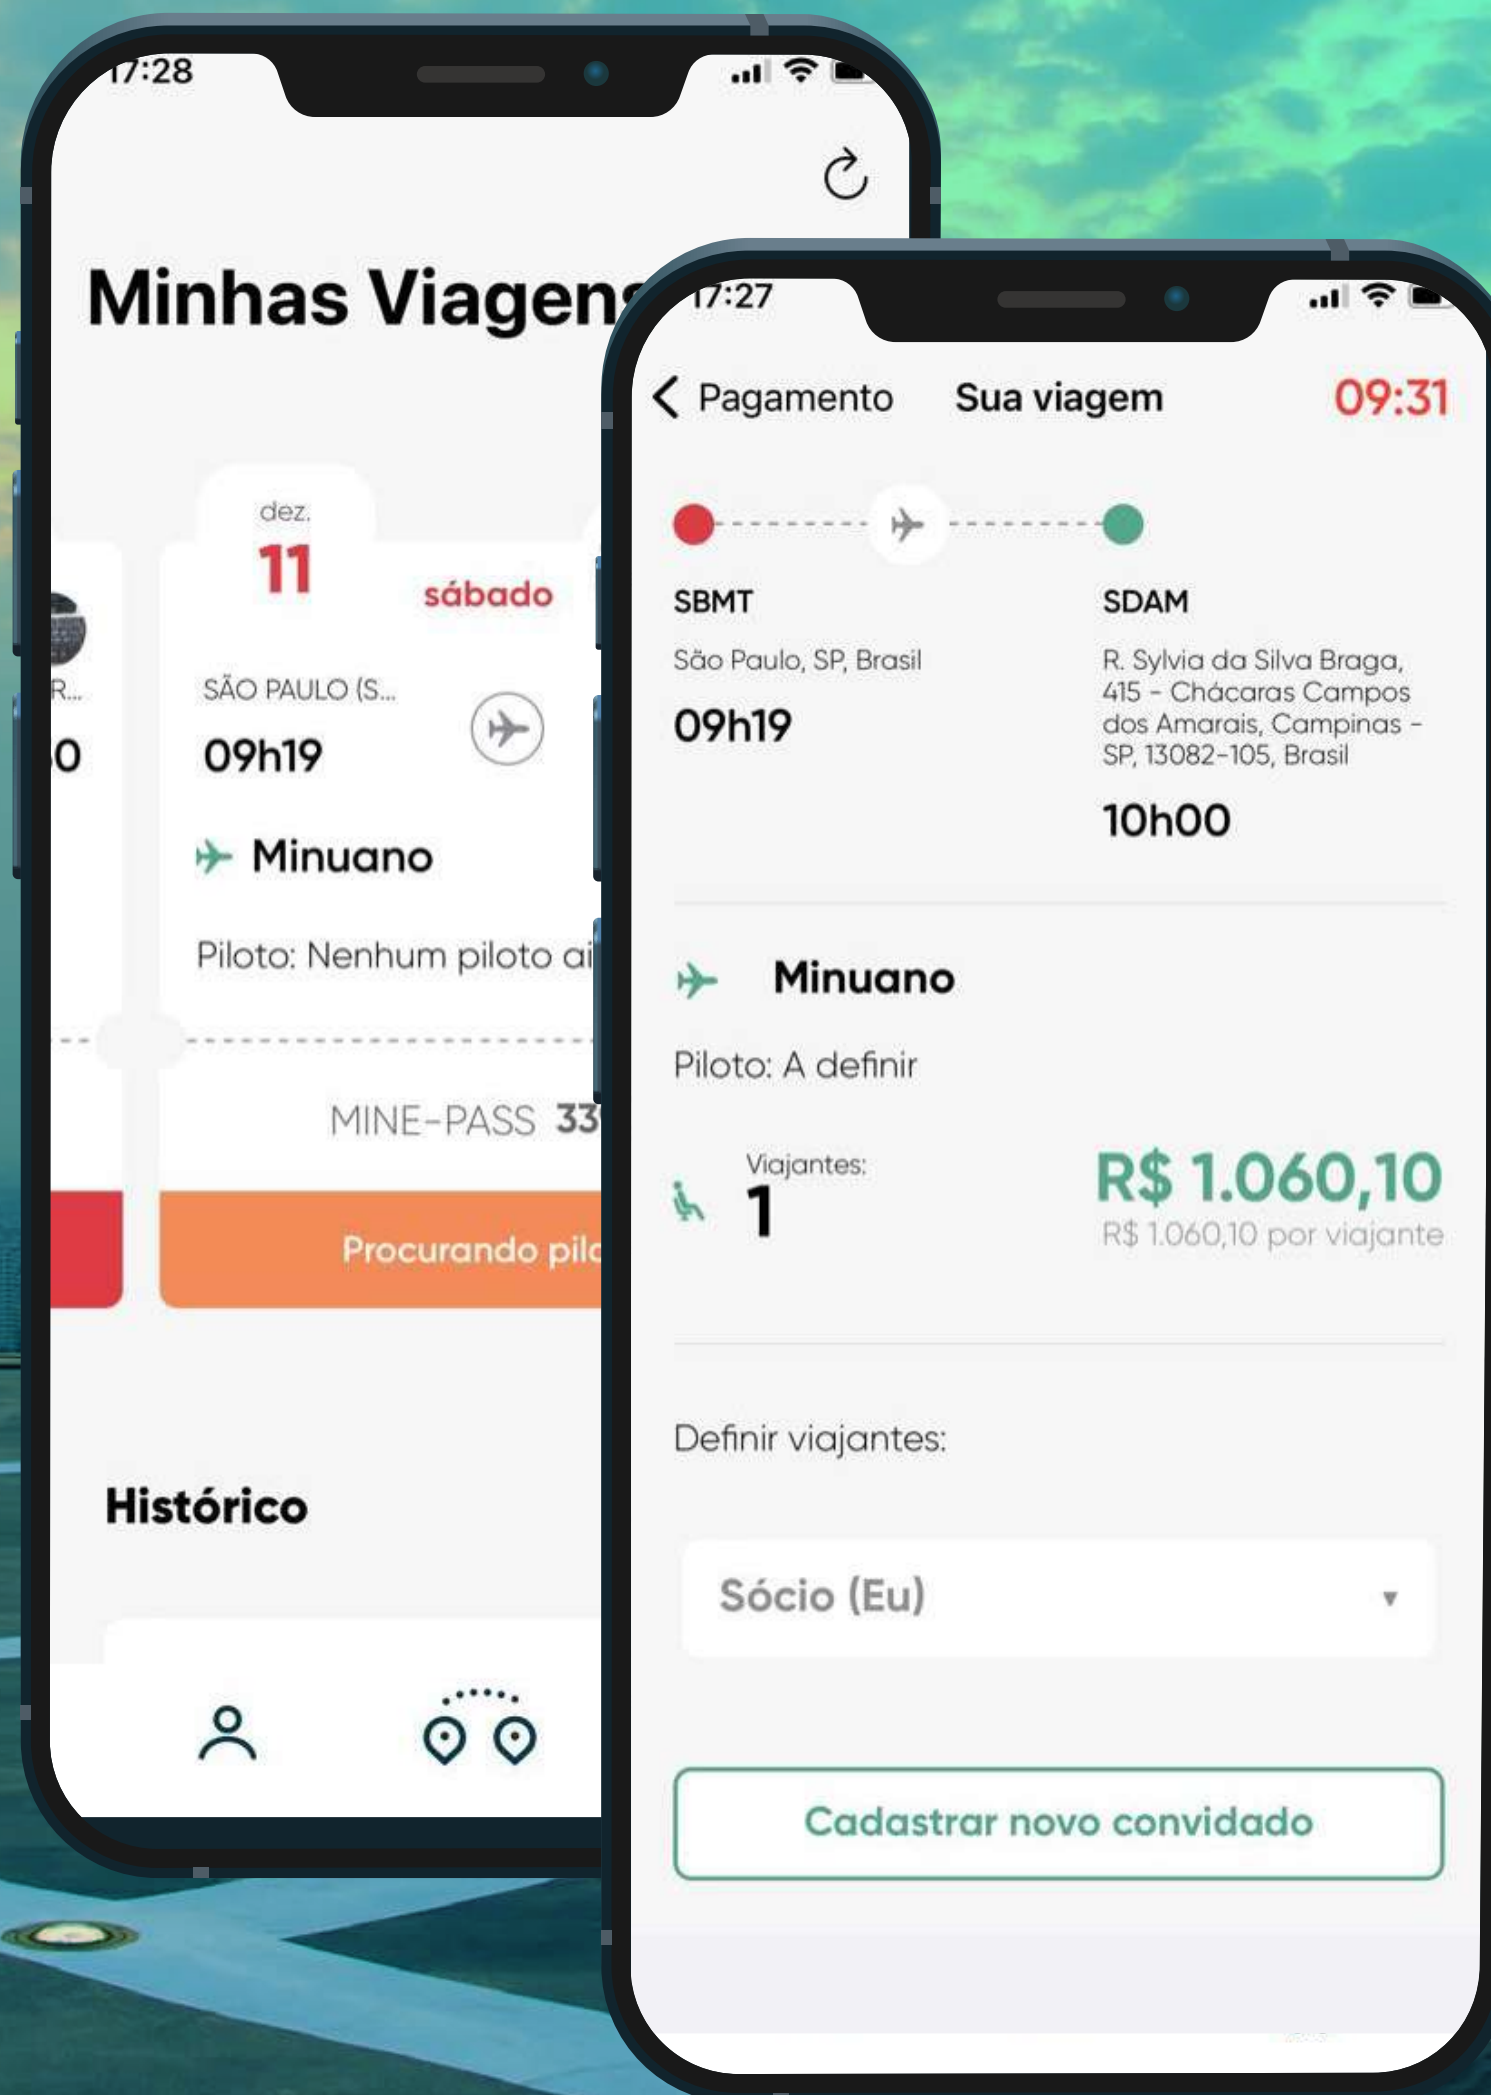 17:28
Minhas Viagens
dez.
11
sábado
R...
SÃO PAULO (S...
09h19
Minuano
Piloto: Nenhum piloto
MINE-PASS
Procurando
Histórico
17:27
Pagamento
Sua viagem
09:31
SBMT
São Paulo, SP, Brasil
09h19
SDAM
R. Sylvia da Silva Braga,
415 - Chácaras Campos
dos Amarais, Campinas -
SP, 13082-105, Brasil
10h00
Minuano
Piloto: A definir
Viajantes:
1
R$ 1.060,10
R$ 1.060,10 por viajante
Definir viajantes:
Sócio (Eu)
Cadastrar novo convidado